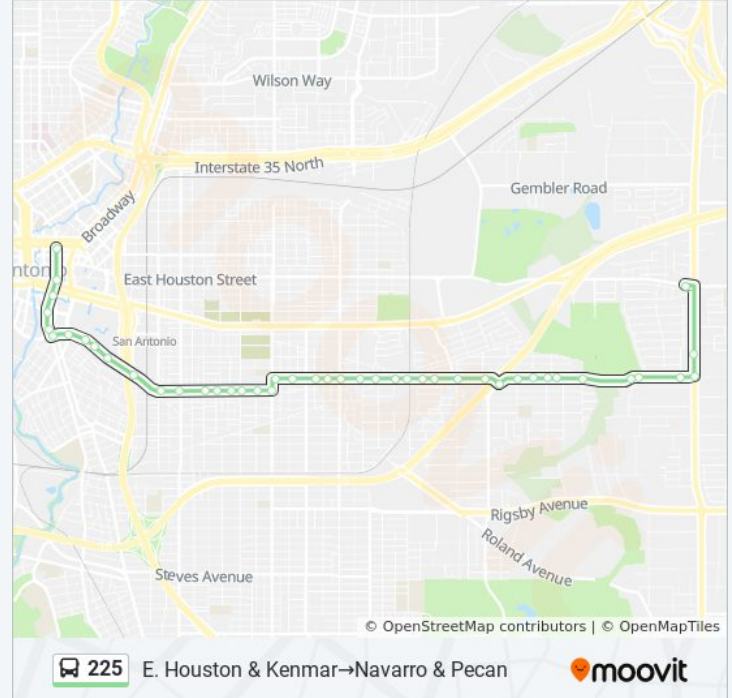 Wilson Way
Interstate 35 North
Gembler Road
Broadway
ntonio
East Houston Street
San Antonio
Rigsby Avenue
Roland Avenue
Steves Avenue
© OpenStreetMap contributors | © OpenMapTiles
225 E. Houston & Kenmar→Navarro & Pecan
moovit